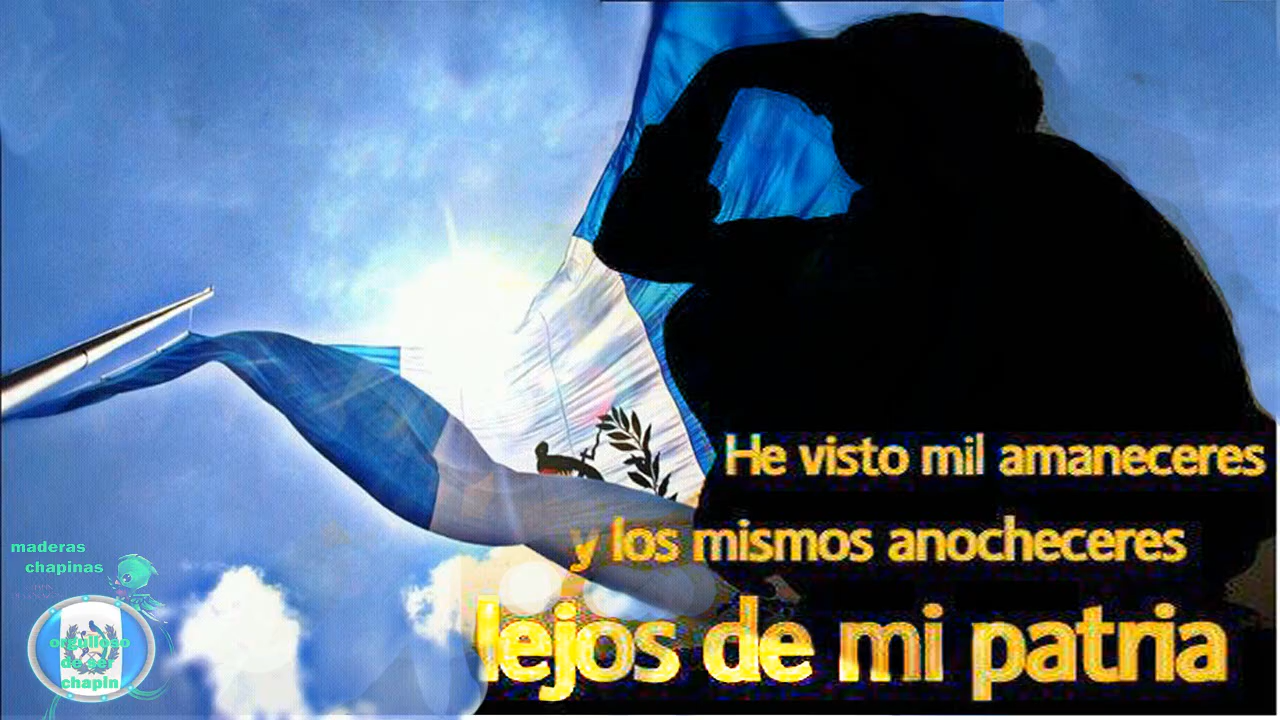 He visto mil amaneceres
y los mismos anocheceres
lejos de mi patria
maderas
chapinas
orgulloso
de ser
chapin